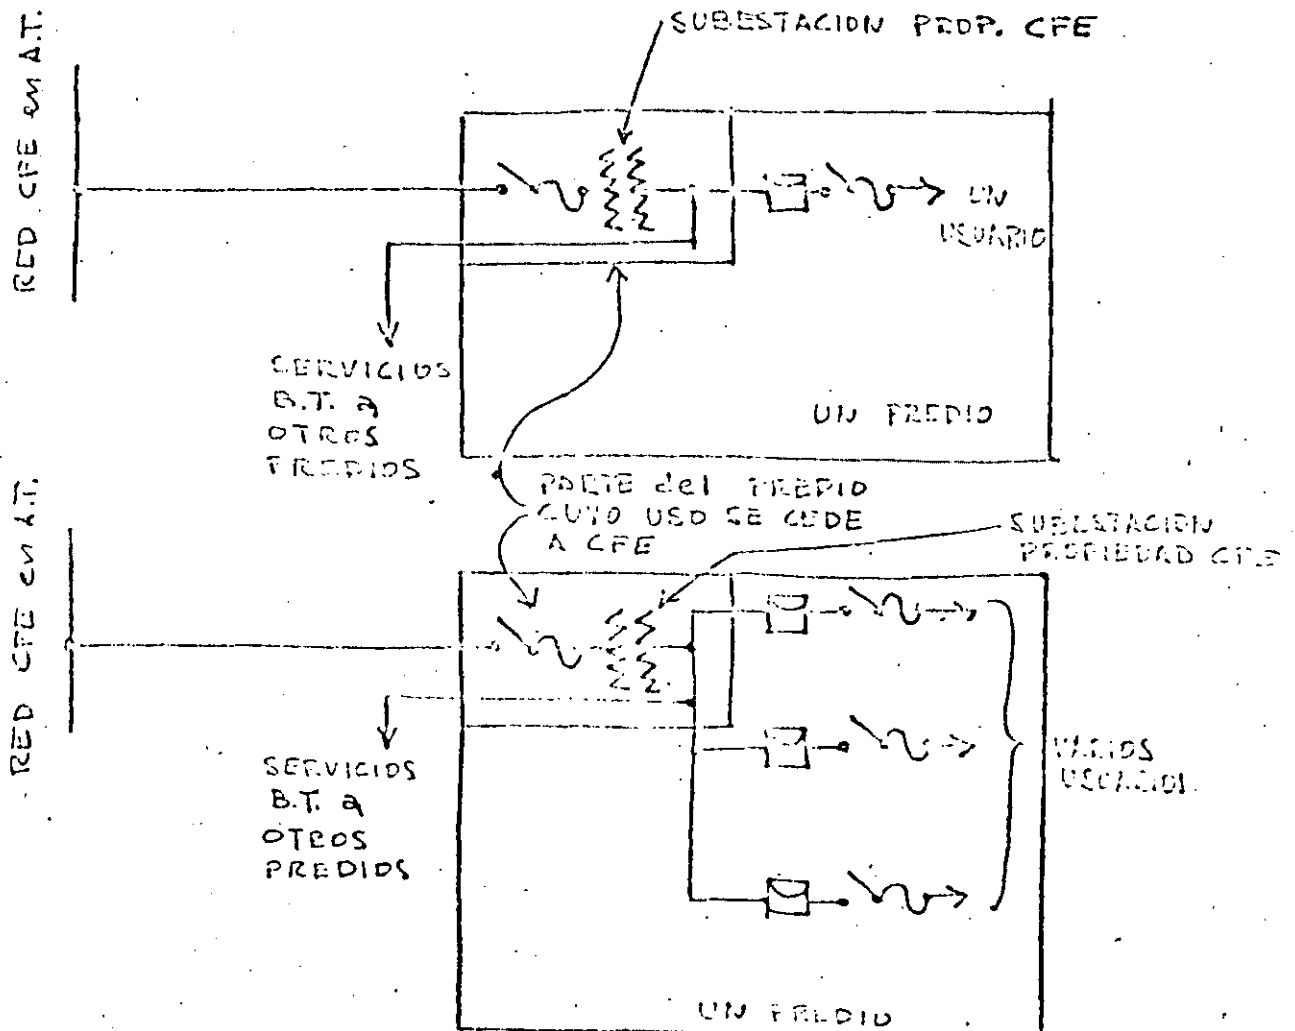 SUBESTACION PROP. CFE
RED CFE en A.T.
UN
USUARIO
SERVICIOS
B.T. a
OTROS
PREDIOS
UN PREDIO
PARTE del PREDIO
CUYO USO SE CEDE
A CFE
SUBESTACION
PROPIEDAD CFE
RED CFE en A.T.
SERVICIOS
B.T. a
OTROS
PREDIOS
VARIOS
USUARIOS.
UN PREDIO